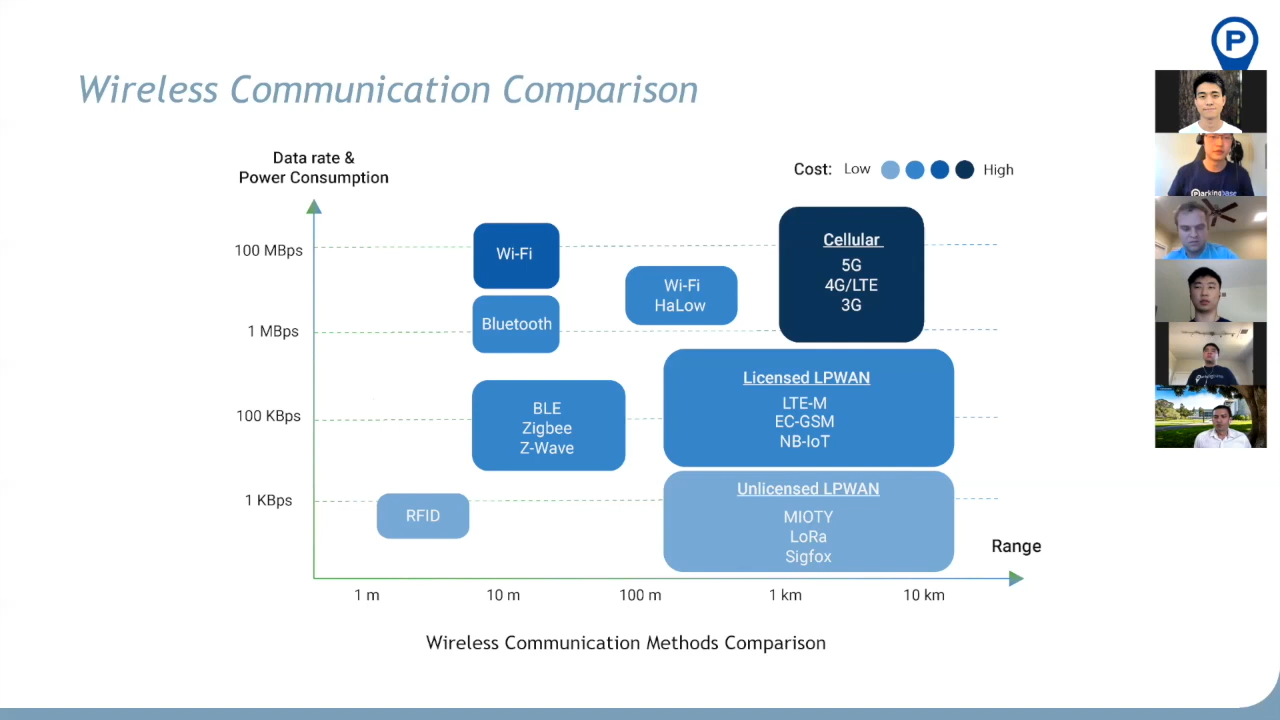 P
Wireless Communication Comparison
Data rate &
Power Consumption
Cost: Low High
100 MBps
1 MBps
100 KBps
1 KBps
Wi-Fi
Bluetooth
Wi-Fi
HaLow
Cellular
5G
4G/LTE
3G
BLE
Zigbee
Z-Wave
Licensed LPWAN
LTE-M
EC-GSM
NB-IoT
RFID
Unlicensed LPWAN
MIOTY
LoRa
Sigfox
Range
1 m 10 m 100 m 1 km 10 km
Wireless Communication Methods Comparison